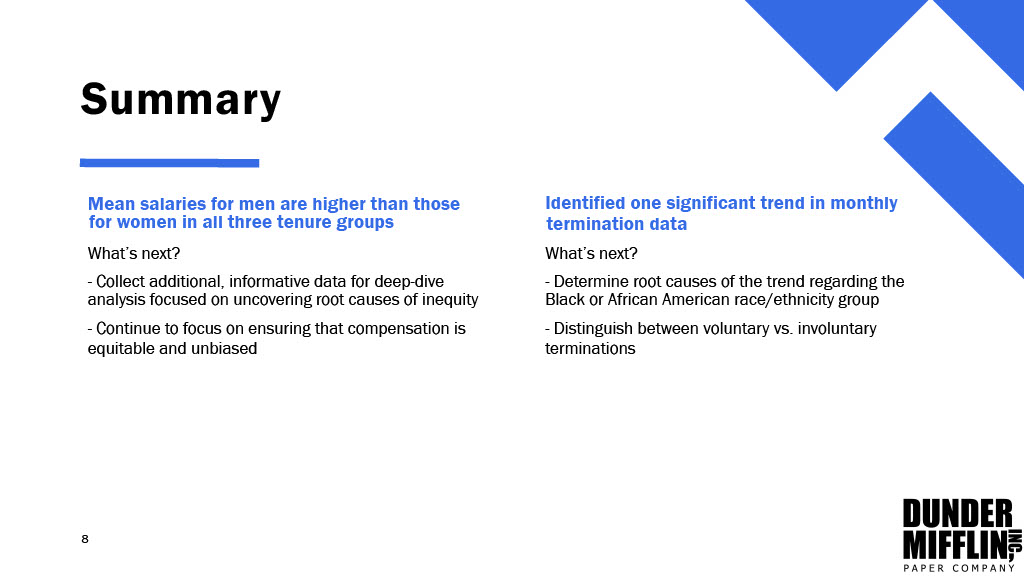 Summary
Mean salaries for men are higher than those
for women in all three tenure groups
What's next?
- Collect additional, informative data for deep-dive
analysis focused on uncovering root causes of inequity
- Continue to focus on ensuring that compensation is
equitable and unbiased
Identified one significant trend in monthly
termination data
What's next?
- Determine root causes of the trend regarding the
Black or African American race/ethnicity group
- Distinguish between voluntary vs. involuntary
terminations
8
DUNDER
MIFFLIN, INC.
PAPER COMPANY